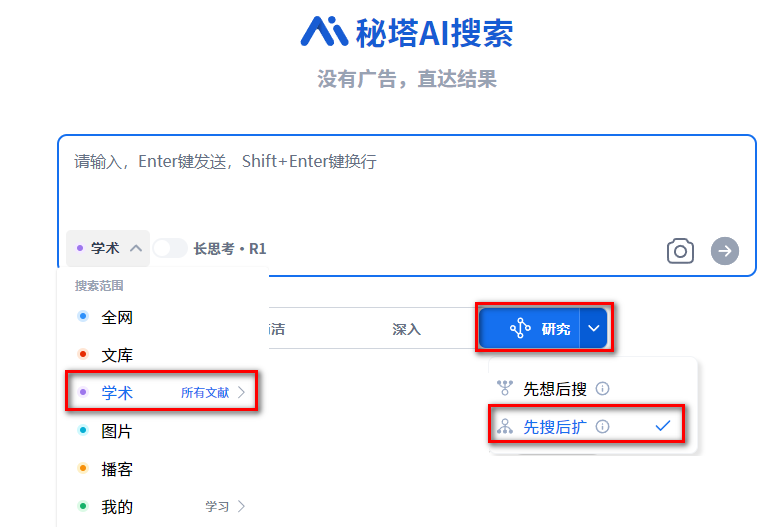 秘塔AI搜索
没有广告，直达结果
请输入，Enter键发送，Shift+Enter键换行
学术 长思考·R1
搜索范围
全网
洁 深入 研究
文库
学术 所有文献
先想后搜
图片
先搜后扩
播客
我的 学习